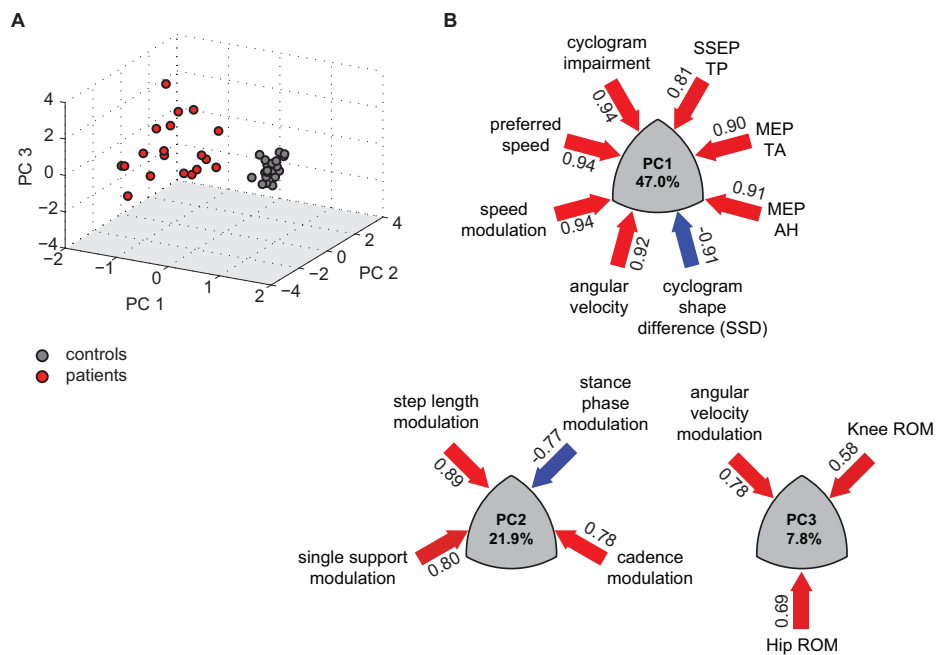 A
4
2
0
−2
−4
PC 3
−2
−1
0
1
2
PC 1
−4
−2
0
2
4
PC 2
controls
patients
B
cyclogram
impairment
0.94
SSEP
TP
0.81
preferred
speed
0.94
MEP
TA
0.90
PC1
47.0%
speed
modulation
0.94
MEP
AH
0.91
angular
velocity
0.92
cyclogram
shape
difference (SSD)
-0.91
step length
modulation
0.89
stance
phase
modulation
-0.77
PC2
21.9%
single support
modulation
0.80
cadence
modulation
0.78
angular
velocity
modulation
0.78
Knee ROM
0.58
PC3
7.8%
0.69
Hip ROM